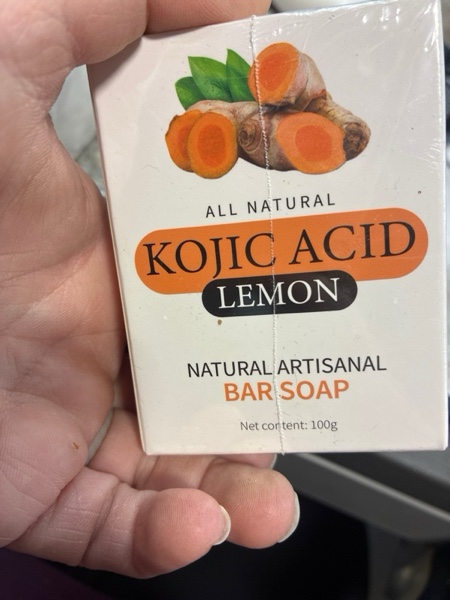 ALL NATURAL
KOJIC ACID
LEMON
NATURAL ARTISANAL
BAR SOAP
Net content: 100g